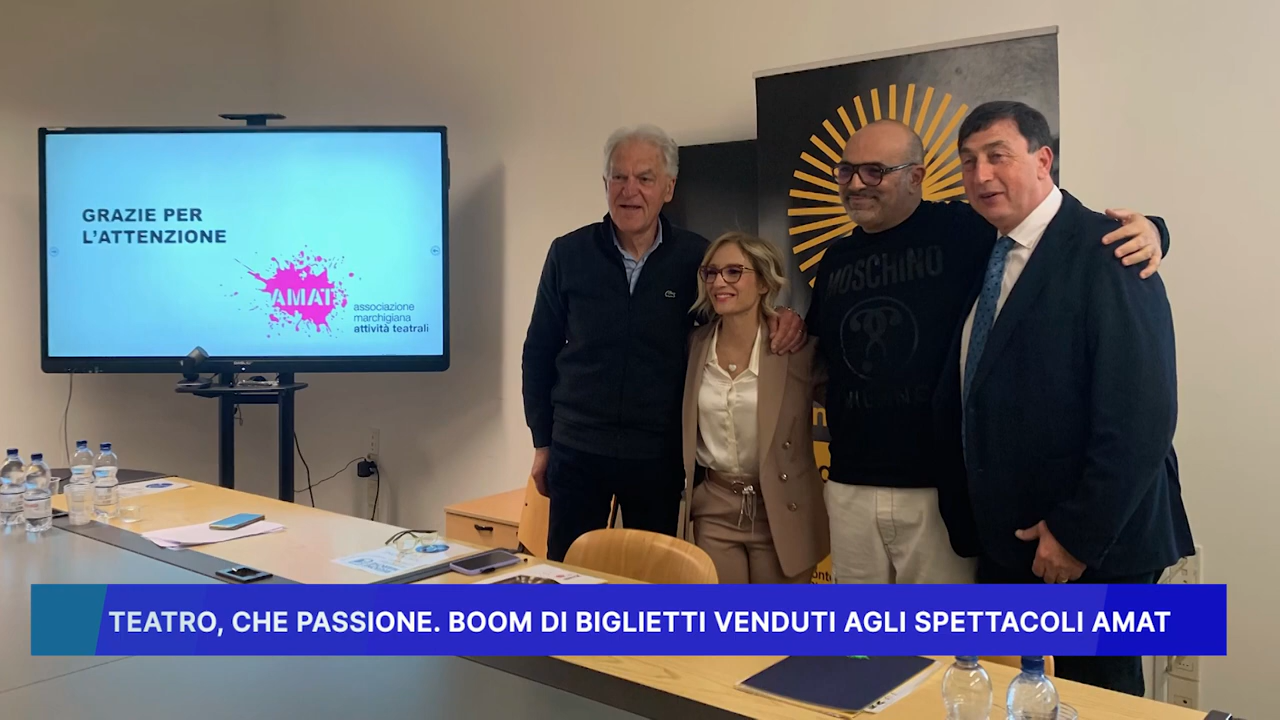 GRAZIE PER
L'ATTENZIONE
AMAT
associazione
marchigiana
attività teatrali
MOSCHINO
TEATRO, CHE PASSIONE. BOOM DI BIGLIETTI VENDUTI AGLI SPETTACOLI AMAT